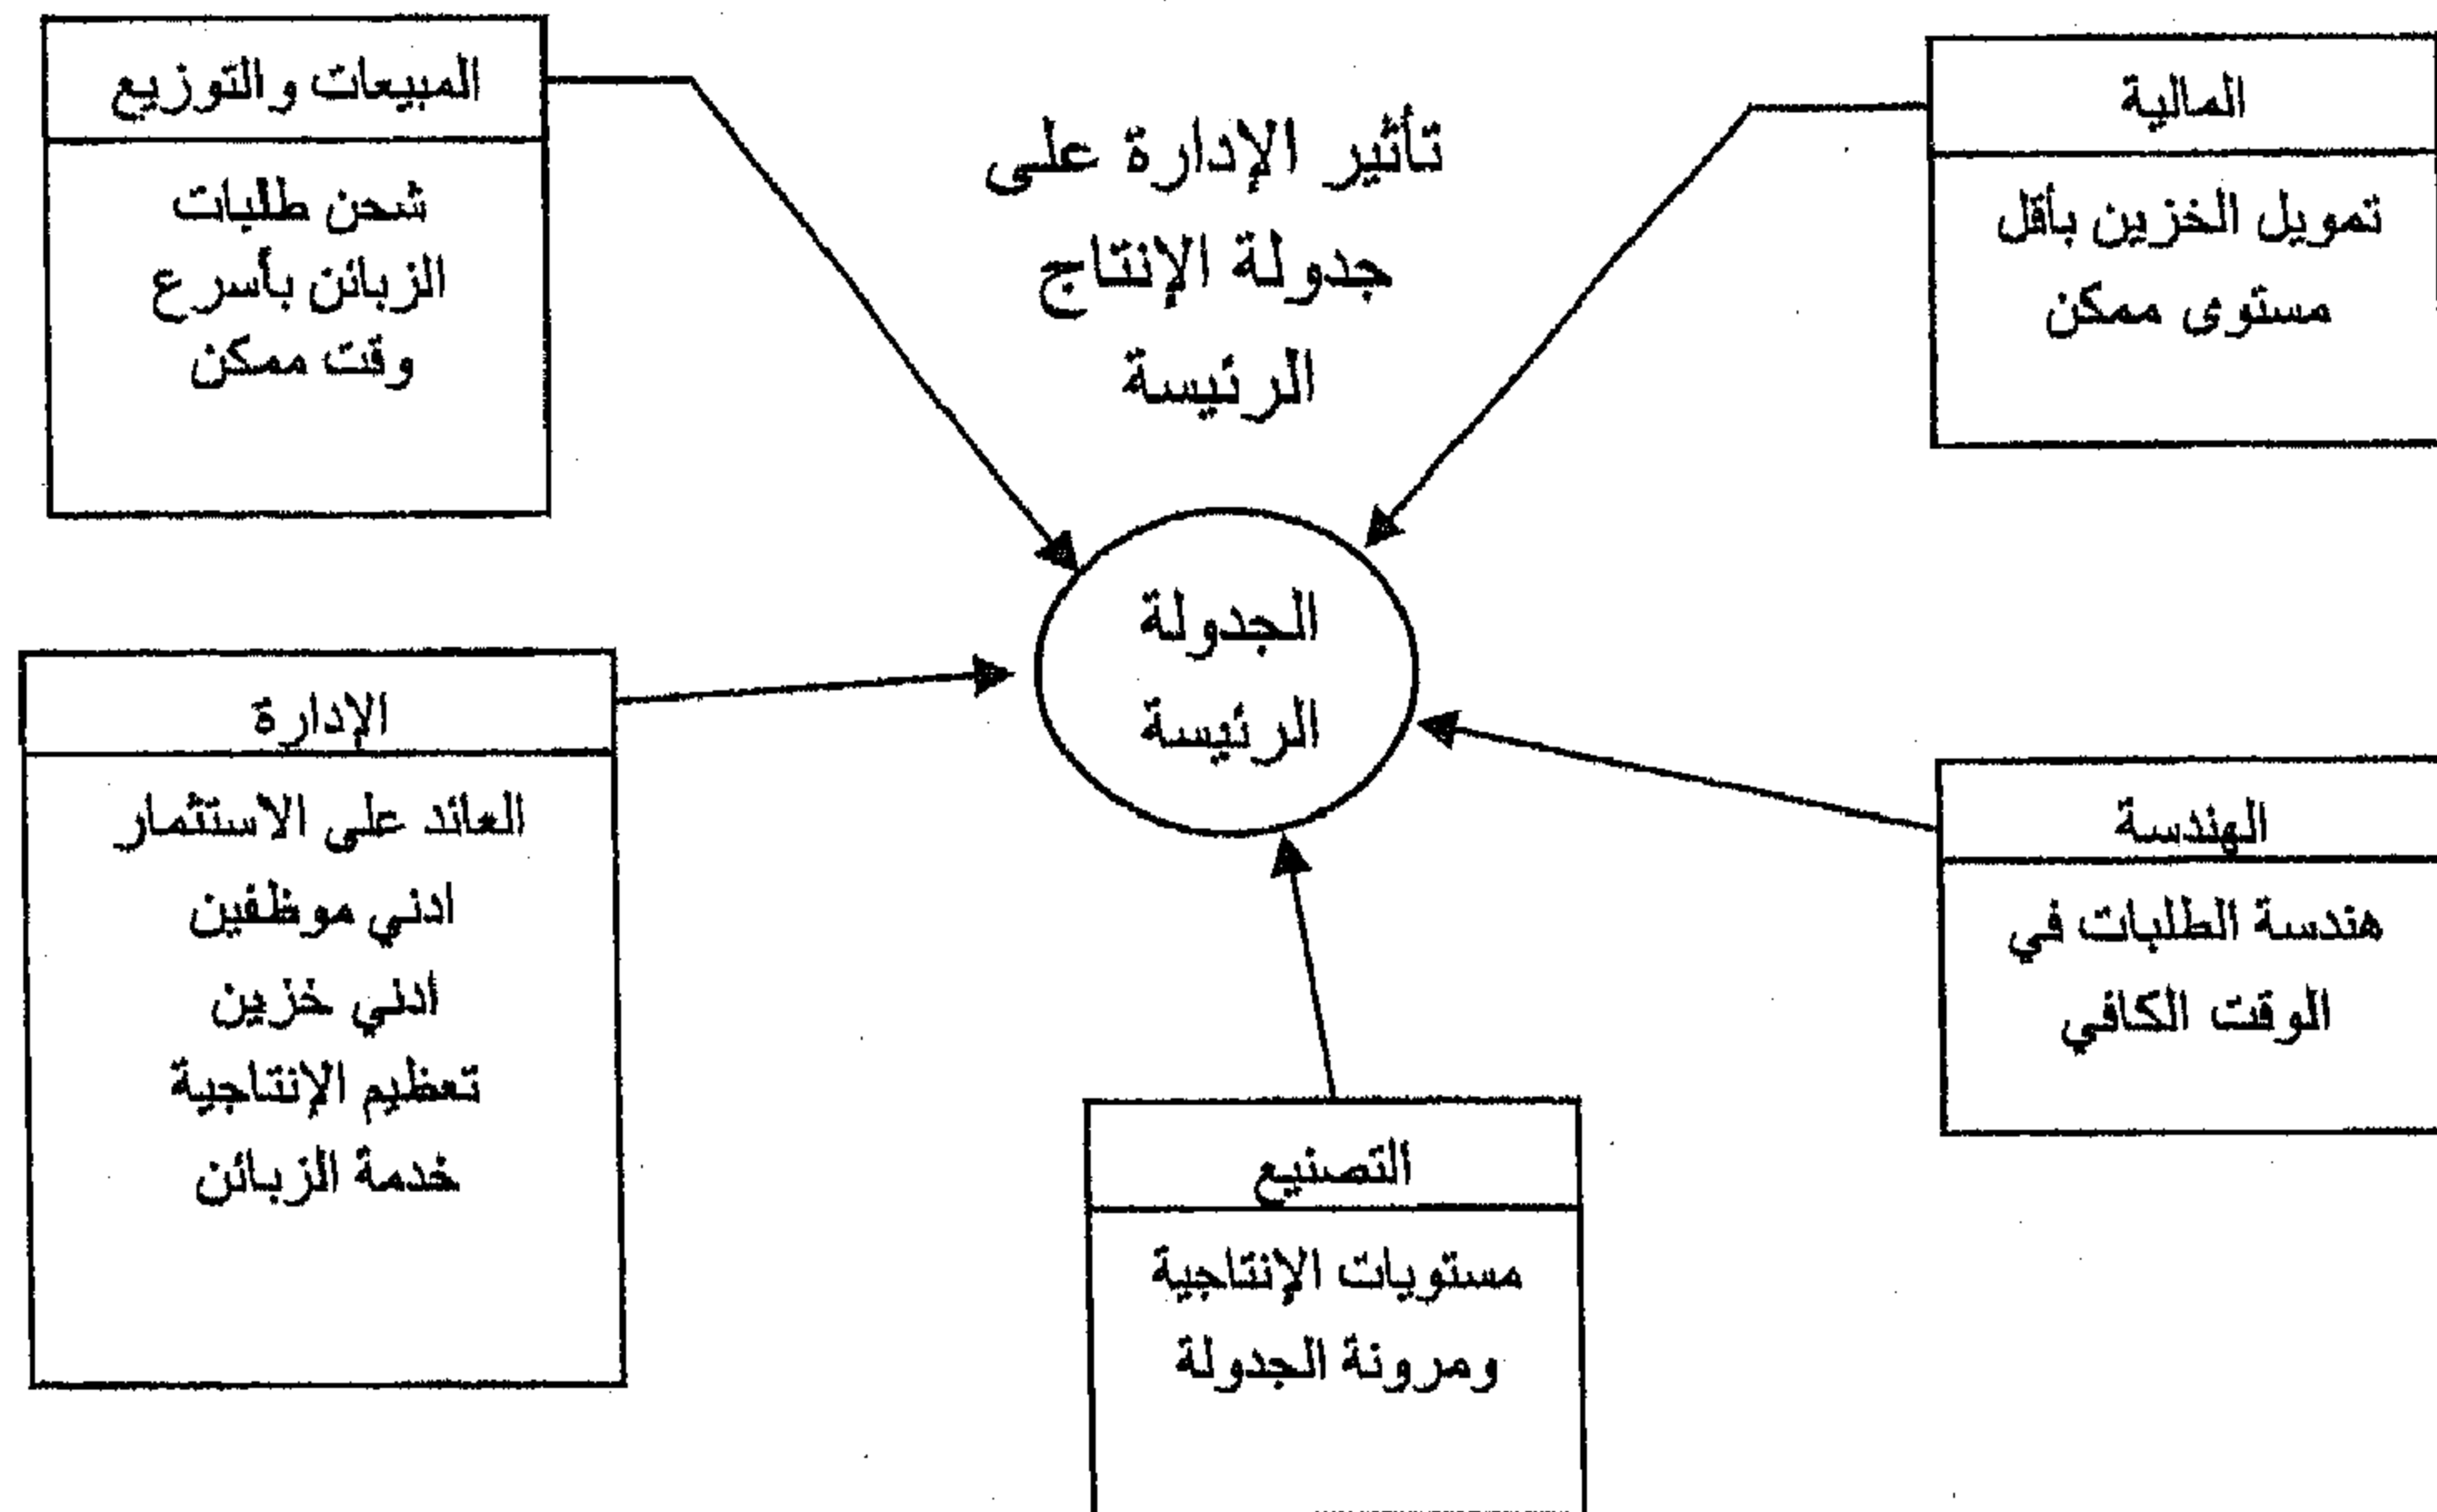 تأثير الإدارة على
جدولة الإنتاج
الرئيسة
المالية
تمويل الخزين بأقل
مستوى ممكن
المبيعات والتوزيع
شحن طلبات
الزبائن بأسرع
وقت ممكن
الجدولة
الرئيسة
الهندسة
هندسة الطلبات في
الوقت الكافي
الإدارة
العائد على الاستثمار
ادني موظفين
ادني خزين
تعظيم الإنتاجية
خدمة الزبائن
التصنيع
مستويات الإنتاجية
ومرونة الجدولة